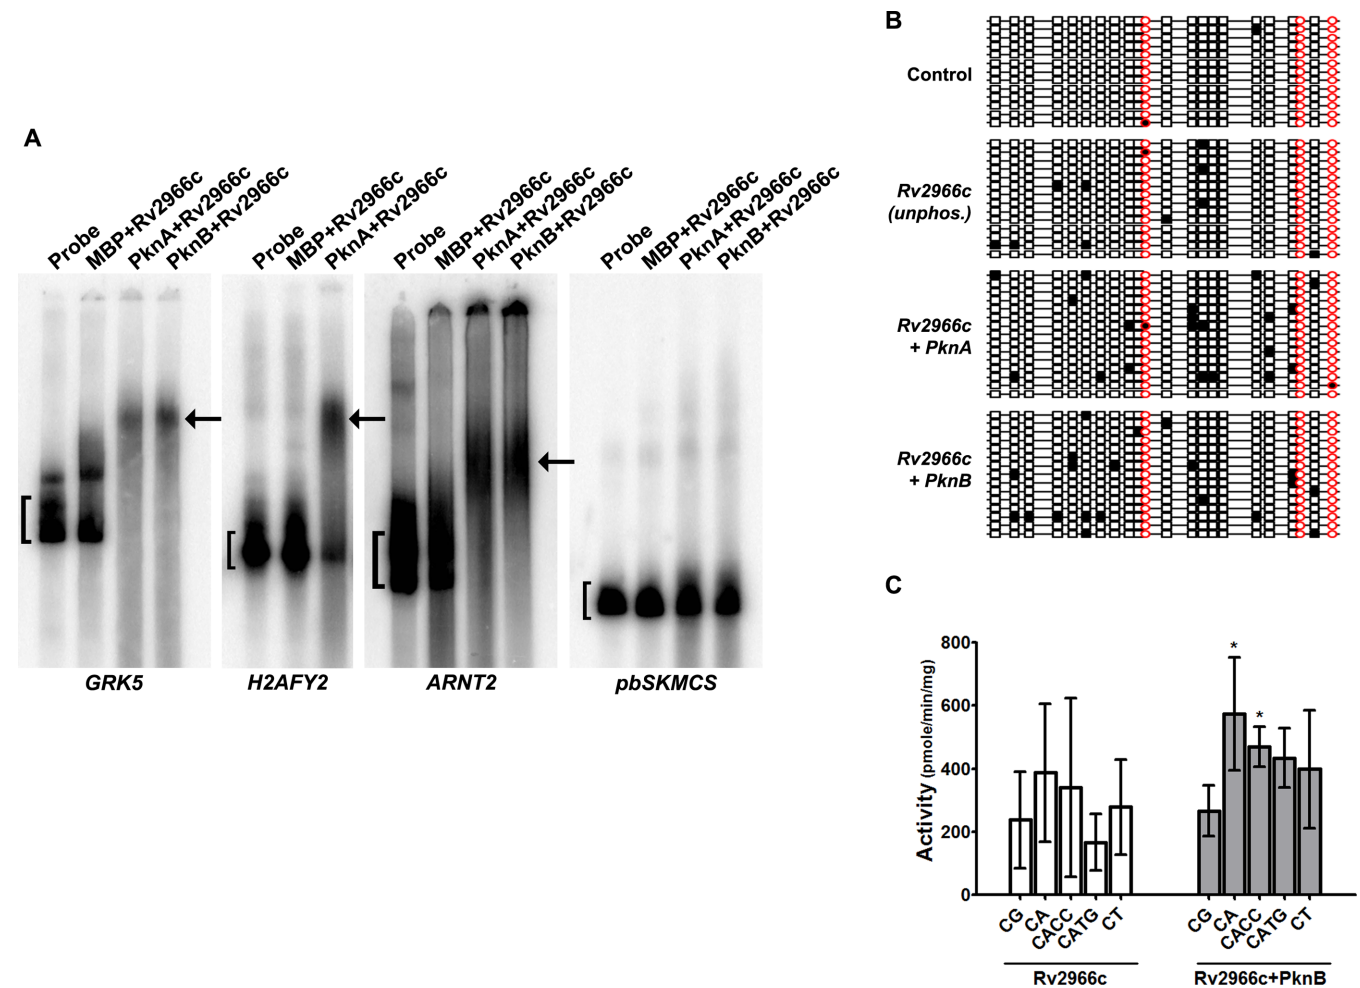 A
Probe
MBP+Rv2966c
PknA+Rv2966c
PknB+Rv2966c
Probe
MBP+Rv2966c
PknA+Rv2966c
Probe
MBP+Rv2966c
PknA+Rv2966c
PknB+Rv2966c
Probe
MBP+Rv2966c
PknA+Rv2966c
PknB+Rv2966c
GRK5
H2AFY2
ARNT2
pbSKMCS
B
Control
Rv2966c
(unphos.)
Rv2966c
+ PknA
Rv2966c
+ PknB
C
Activity (pmole/min/mg)
800
600
400
200
0
*
*
CG
CA
CACC
CATG
CT
CG
CA
CACC
CATG
CT
Rv2966c
Rv2966c+PknB